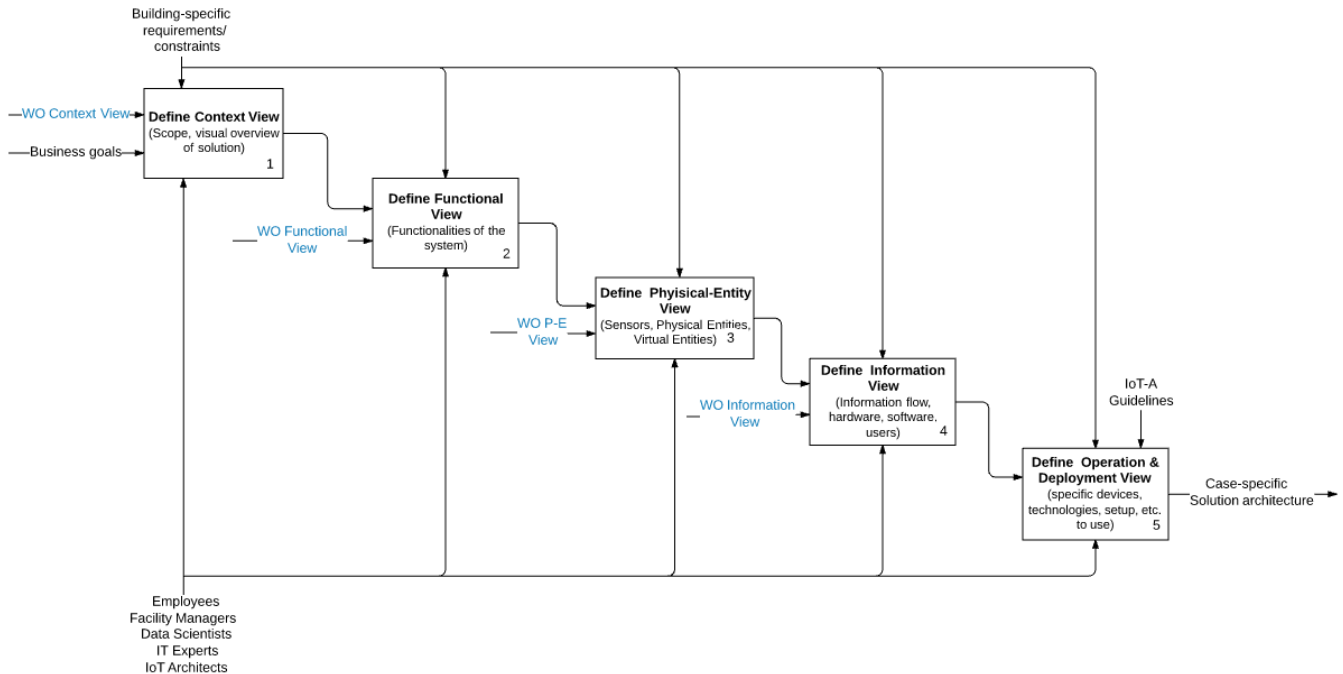 Building-specific
requirements/
constraints
WO Context View
Business goals
Define Context View
(Scope, visual overview
of solution)
1
WO Functional
View
Define Functional
View
(Functionalities of the
system)
2
WO P-E
View
Define Phyisical-Entity
View
(Sensors, Physical Entities,
Virtual Entities)
3
WO Information
View
Define Information
View
(Information flow,
hardware, software,
users)
4
IoT-A
Guidelines
Define Operation &
Deployment View
(specific devices,
technologies, setup, etc.
to use)
5
Case-specific
Solution architecture
Employees
Facility Managers
Data Scientists
IT Experts
IoT Architects